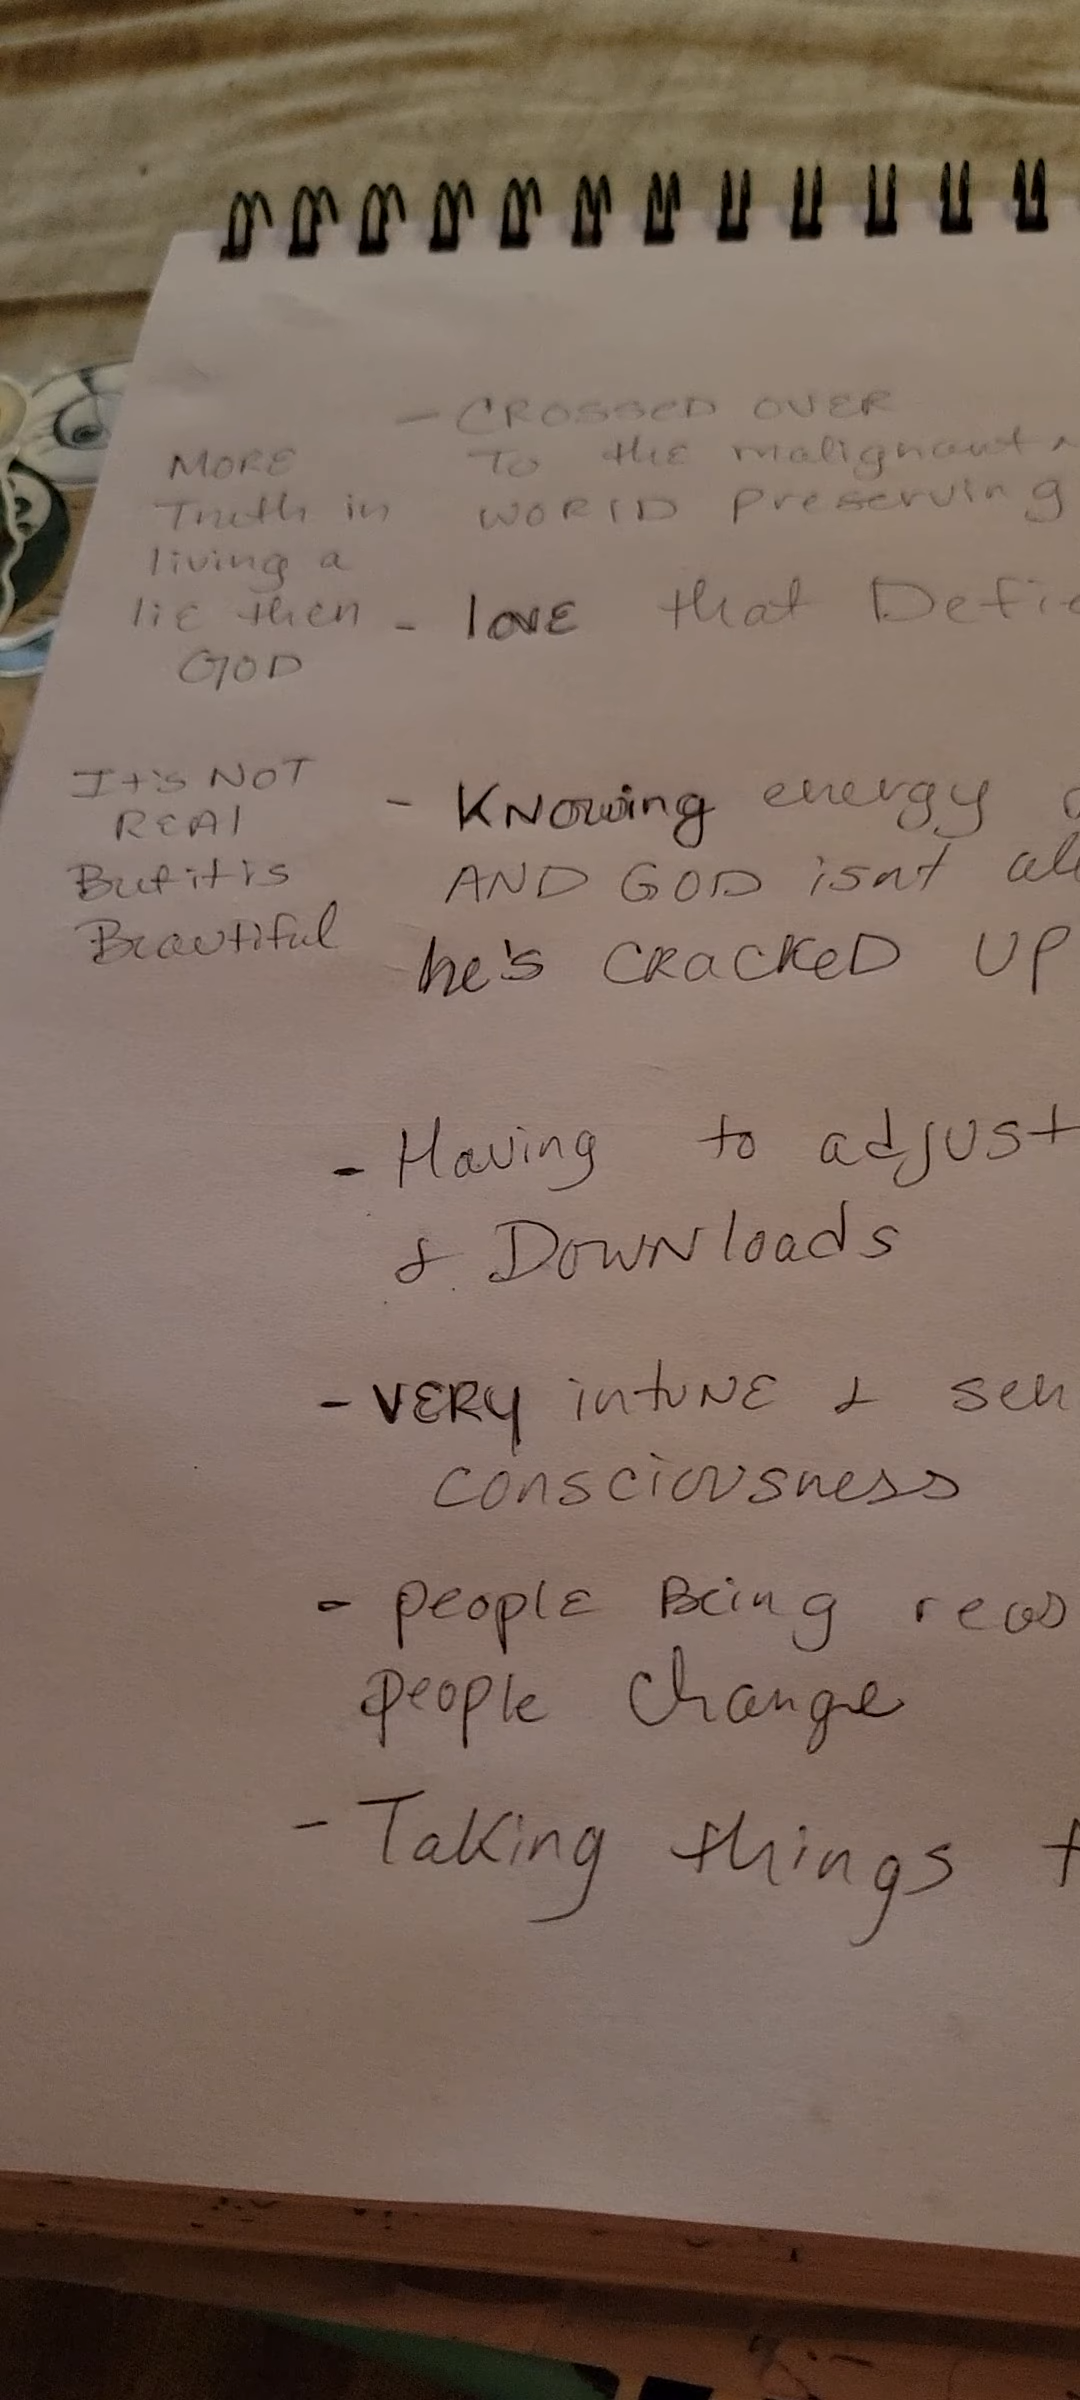 - CROSSED OVER
To the malignant
WORLD Preserving
- lOVE that
- KNowing energy
AND GOD isnt
he's CRACKED UP
- Having to adjust
& DOWNloads
- VERY intUNE &
consciousness
- peoplE Being
people change
- Taking things
MORE
Truth in
living a
liE then
GOD
It's NOT
REAl
But it is
Beautiful